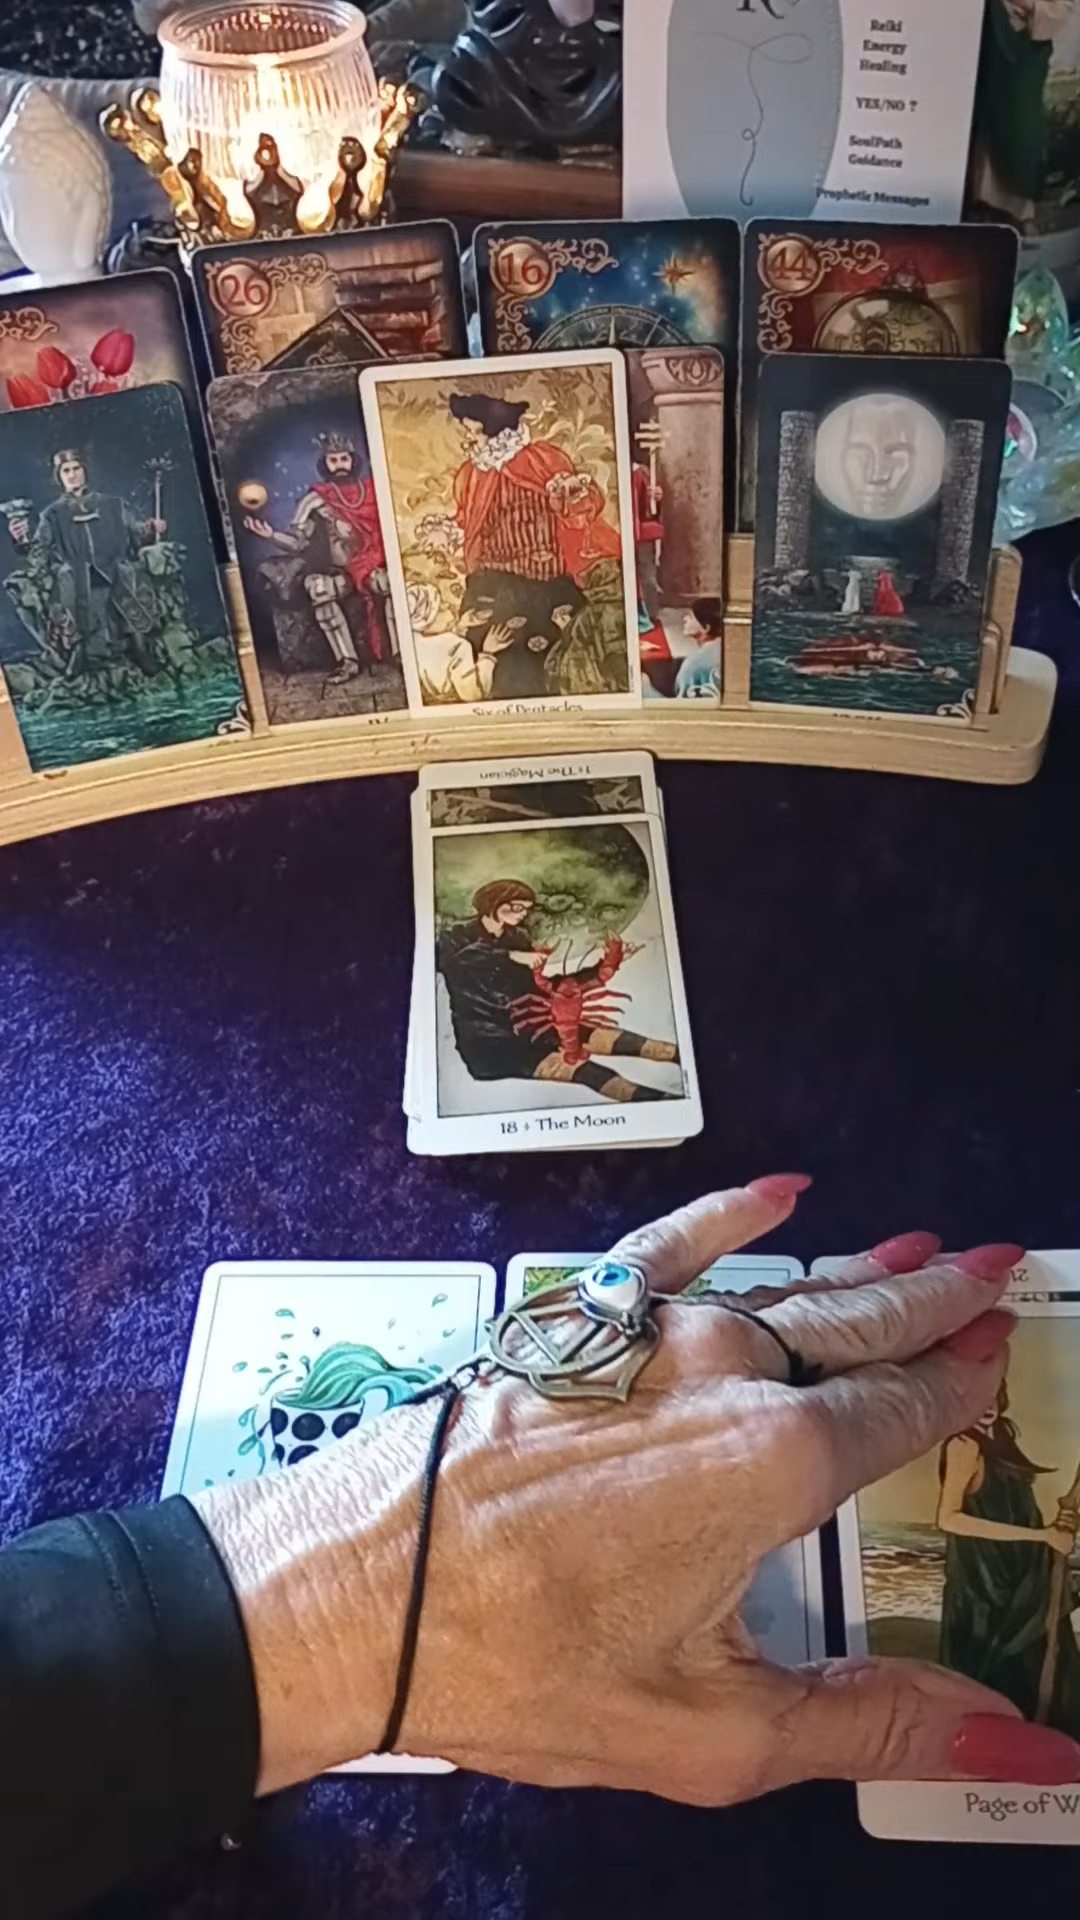 Reiki
Energy
Healing
YES/NO ?
SoulPath
Guidance
Prophetic Messages
26
16
44
IV
Six of Pentacles
1 The Magician
18 The Moon
Page of W